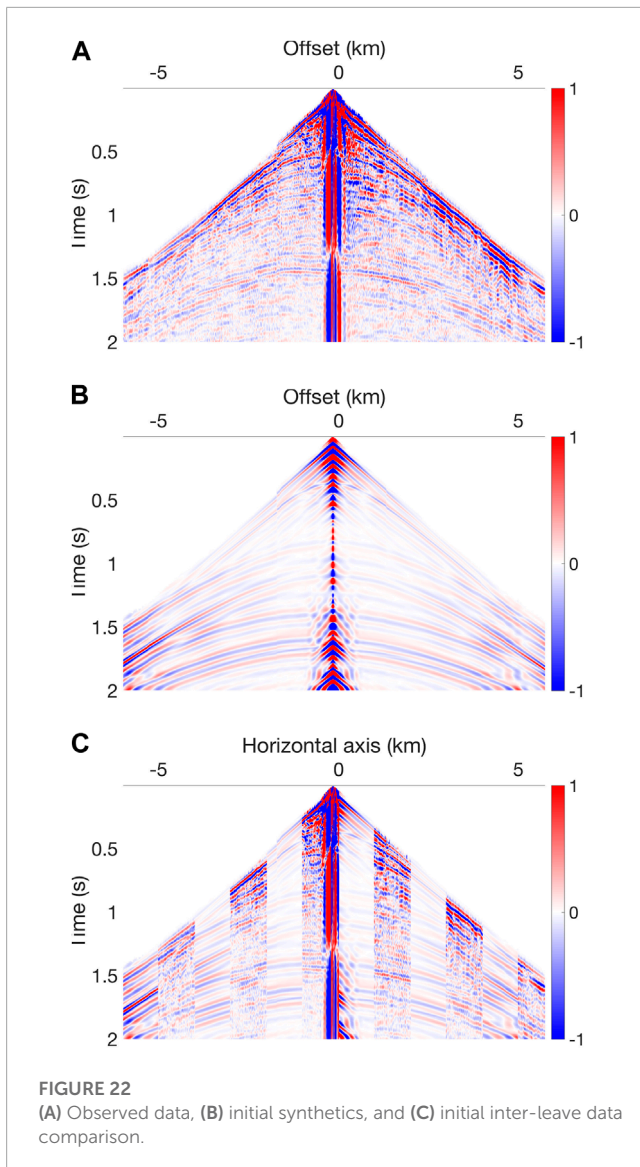 A
Offset (km)
-5 0 5
Time (s)
0.5
1
1.5
2
1
0
-1
B
Offset (km)
-5 0 5
Time (s)
0.5
1
1.5
2
1
0
-1
C
Horizontal axis (km)
-5 0 5
Time (s)
0.5
1
1.5
2
1
0
-1
FIGURE 22
(A) Observed data, (B) initial synthetics, and (C) initial inter-leave data
comparison.